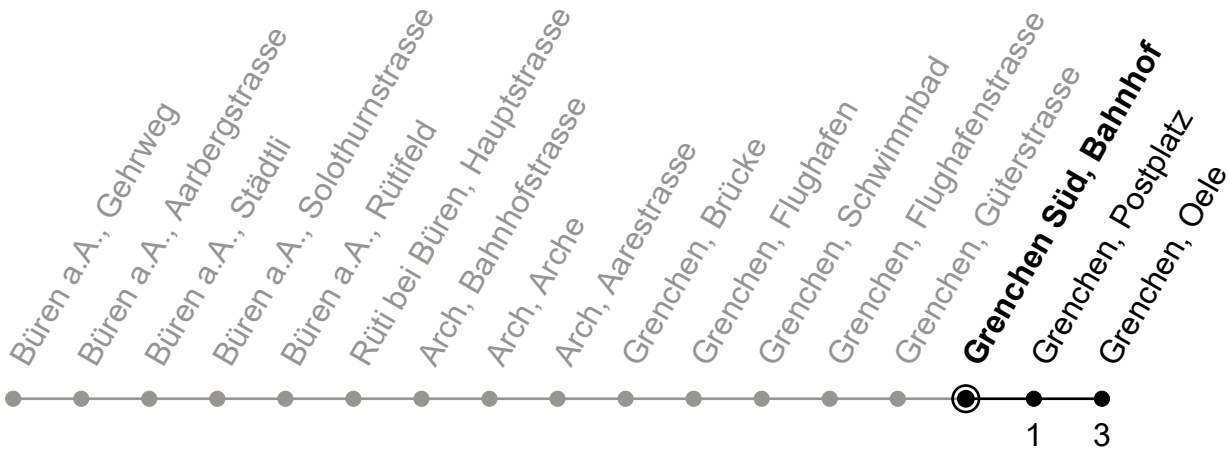 Büren a.A., Gehrweg
Büren a.A., Aarbergstrasse
Büren a.A., Städtli
Büren a.A., Solothurnstrasse
Büren a.A., Rütifeld
Rüti bei Büren, Hauptstrasse
Arch, Bahnhofstrasse
Arch, Arche
Arch, Aarestrasse
Grenchen, Brücke
Grenchen, Flughafen
Grenchen, Schwimmbad
Grenchen, Flughafenstrasse
Grenchen, Güterstrasse
Grenchen Süd, Bahnhof
Grenchen, Postplatz
Grenchen, Oele
1 3